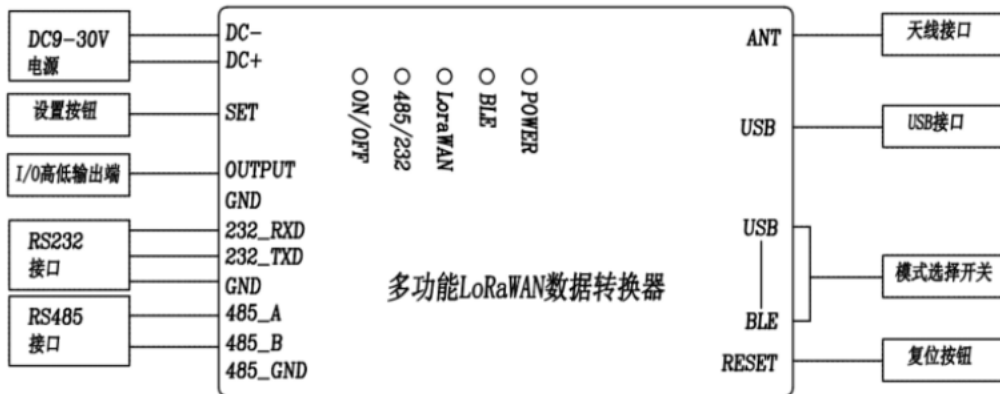 DC9-30V
电源
设置按钮
I/O高低输出端
RS232
接口
RS485
接口
DC-
DC+
SET
OUTPUT
GND
232_RXD
232_TXD
GND
485_A
485_B
485_GND
ON/OFF
485/232
LoraWAN
BLE
POWER
多功能LoRaWAN数据转换器
ANT
USB
USB
BLE
RESET
天线接口
USB接口
模式选择开关
复位按钮